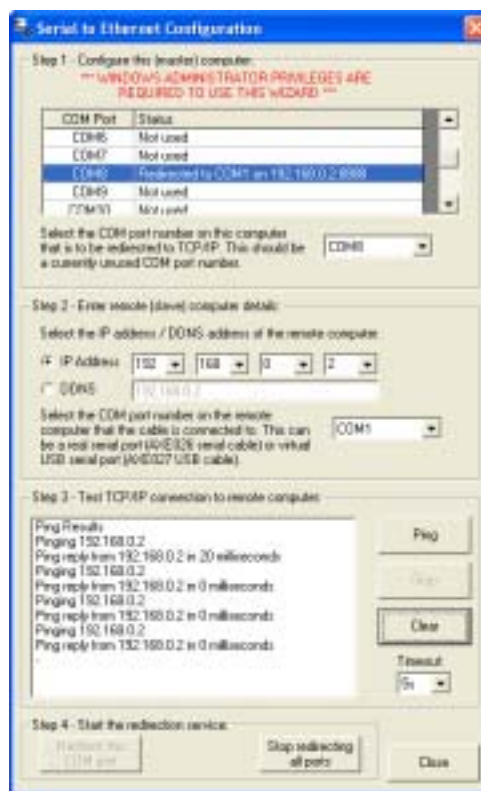 Serial to Ethernet Configuration
Step 1 - Configure this (master) computer:
*** WINDOWS ADMINISTRATOR PRIVILEGES ARE
REQUIRED TO USE THIS WIZARD ***
COM Port Status
COM6 Not used
COM7 Not used
COM8 Redirected to COM1 on 192.168.0.2:8888
COM9 Not used
COM10 Not used
Select the COM port number on this computer
that is to be redirected to TCP/IP. This should be
a currently unused COM port number.
COM8
Step 2 - Enter remote (slave) computer details:
Select the IP address / DDNS address of the remote computer.
IP Address 192 168 0 2
DDNS 192.168.0.2
Select the COM port number on the remote
computer that the cable is connected to. This can
be a real serial port (AXE026 serial cable) or virtual
USB serial port (AXE027 USB cable).
COM1
Step 3 - Test TCP/IP connection to remote computer:
Ping Results
Pinging 192.168.0.2
Ping reply from 192.168.0.2 in 20 milliseconds
Pinging 192.168.0.2
Ping reply from 192.168.0.2 in 0 milliseconds
Pinging 192.168.0.2
Ping reply from 192.168.0.2 in 0 milliseconds
Pinging 192.168.0.2
Ping reply from 192.168.0.2 in 0 milliseconds
Ping
Stop
Clear
Timeout
5s
Step 4 - Start the redirection service:
Redirect this
COM port
Stop redirecting
all ports
Close